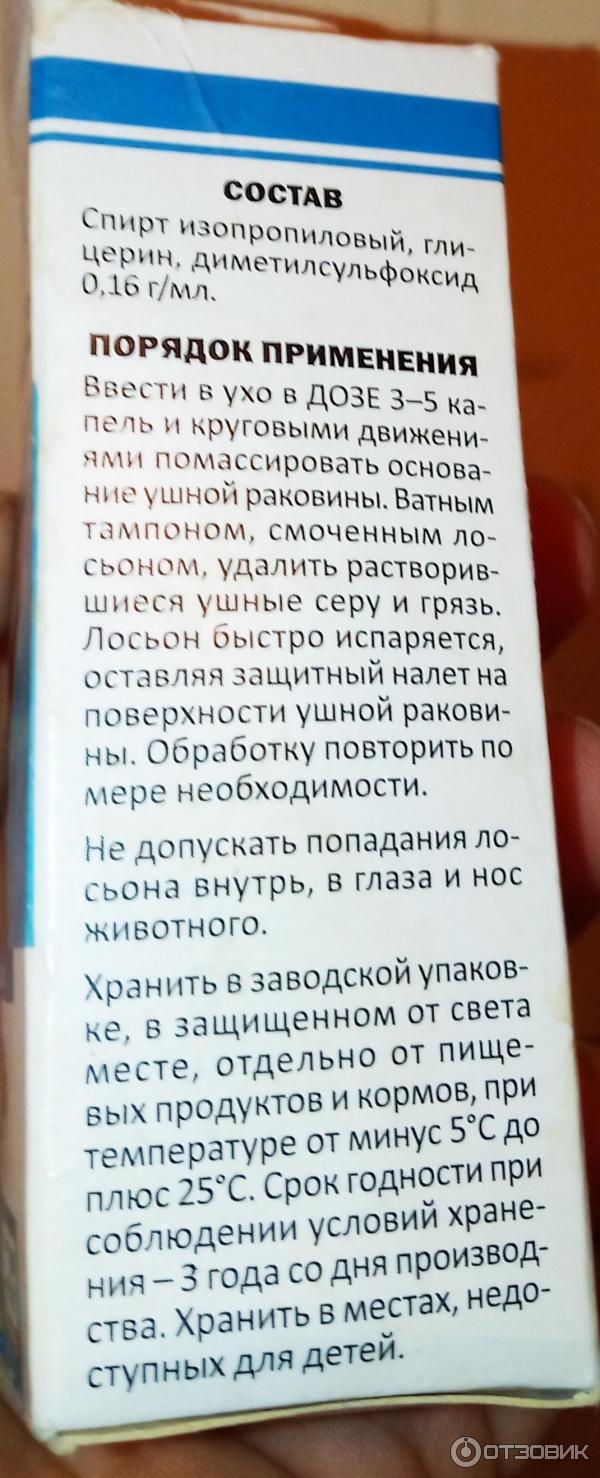 СОСТАВ
Спирт изопропиловый, гли-
церин, диметилсульфоксид
0,16 г/мл.
ПОРЯДОК ПРИМЕНЕНИЯ
Ввести в ухо в ДОЗЕ 3–5 ка-
пель и круговыми движени-
ями помассировать основа-
ние ушной раковины. Ватным
тампоном, смоченным ло-
сьоном, удалить растворив-
шиеся ушные серу и грязь.
Лосьон быстро испаряется,
оставляя защитный налет на
поверхности ушной ракови-
ны. Обработку повторить по
мере необходимости.
Не допускать попадания ло-
сьона внутрь, в глаза и нос
животного.
Хранить в заводской упаков-
ке, в защищенном от света
месте, отдельно от пище-
вых продуктов и кормов, при
температуре от минус 5°С до
плюс 25°С. Срок годности при
соблюдении условий хране-
ния – 3 года со дня производ-
ства. Хранить в местах, недо-
ступных для детей.
ОТЗОВИК